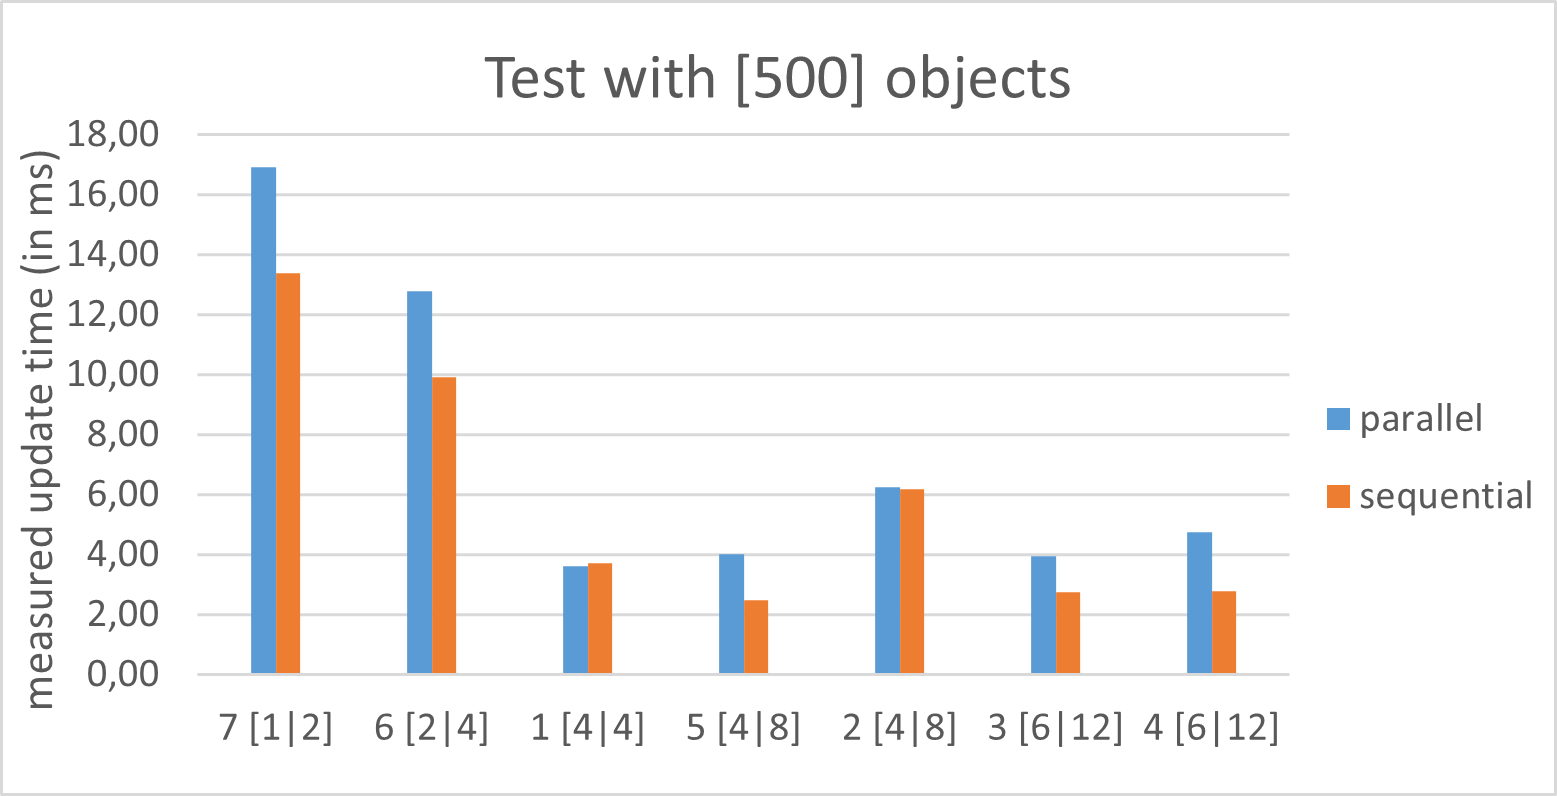 Test with [500] objects
measured update time (in ms)
18,00
16,00
14,00
12,00
10,00
8,00
6,00
4,00
2,00
0,00
7 [1|2] 6 [2|4] 1 [4|4] 5 [4|8] 2 [4|8] 3 [6|12] 4 [6|12]
parallel
sequential